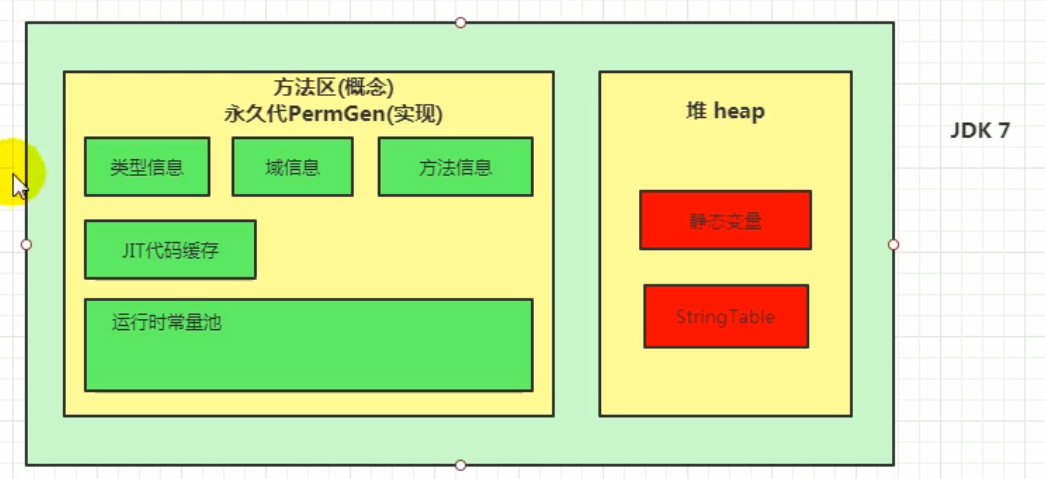 方法区(概念)
永久代PermGen(实现)
堆 heap
JDK 7
类型信息
域信息
方法信息
静态变量
JIT代码缓存
StringTable
运行时常量池